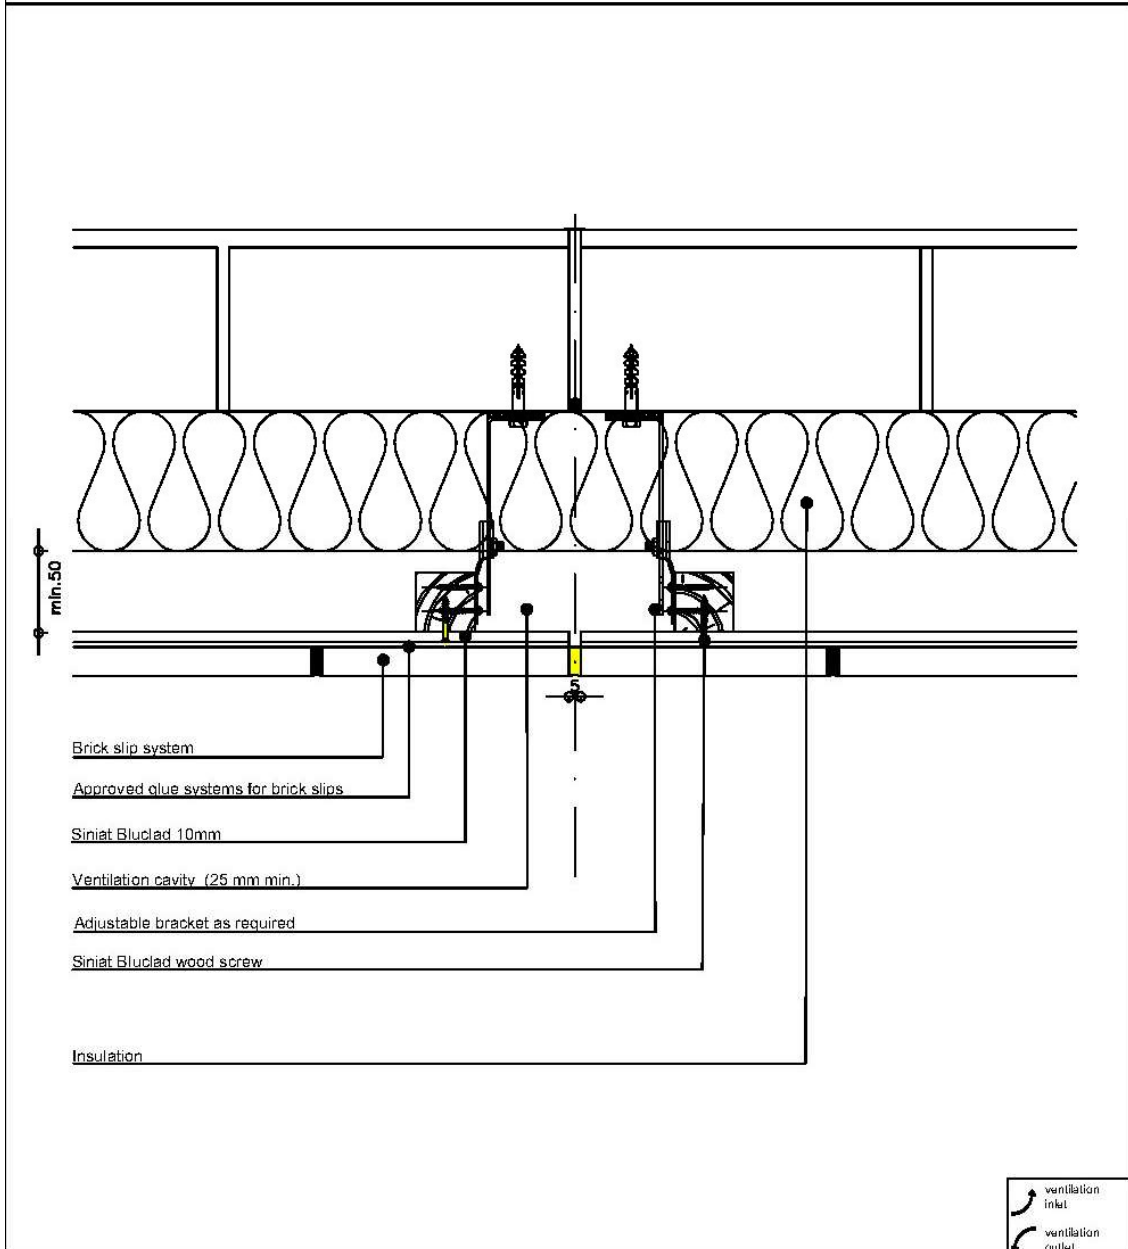 min.50
5
Brick slip system
Approved glue systems for brick slips
Siniat Bluclad 10mm
Ventilation cavity (25 mm min.)
Adjustable bracket as required
Siniat Bluclad wood screw
Insulation
ventilation
inlet
ventilation
outlet